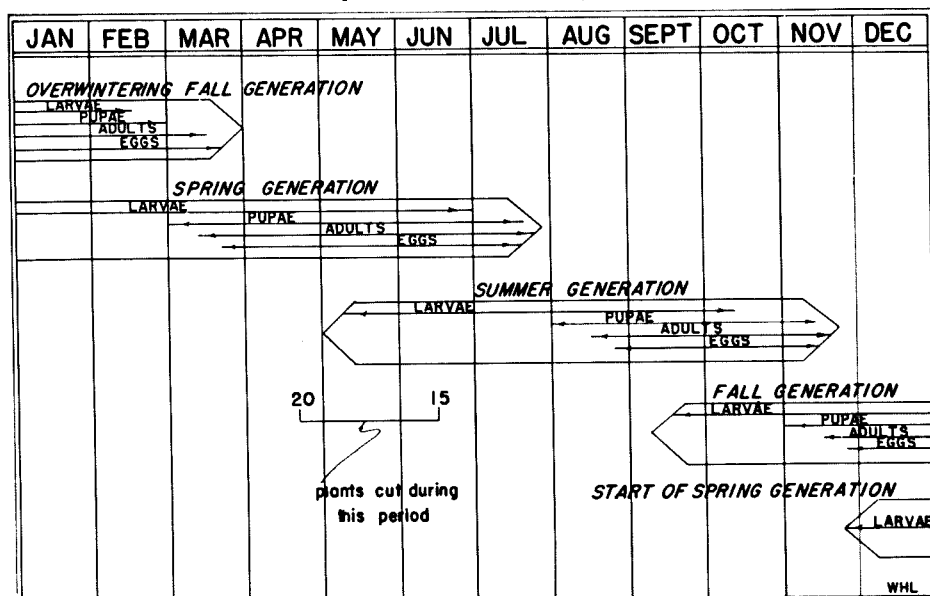 JAN FEB MAR APR MAY JUN JUL AUG SEPT OCT NOV DEC
OVERWINTERING FALL GENERATION
LARVAE
PUPAE
ADULTS
EGGS
SPRING GENERATION
LARVAE
PUPAE
ADULTS
EGGS
SUMMER GENERATION
LARVAE
PUPAE
ADULTS
EGGS
FALL GENERATION
LARVAE
PUPAE
ADULTS
EGGS
20 15
plants cut during
this period
START OF SPRING GENERATION
LARVAE
WHL